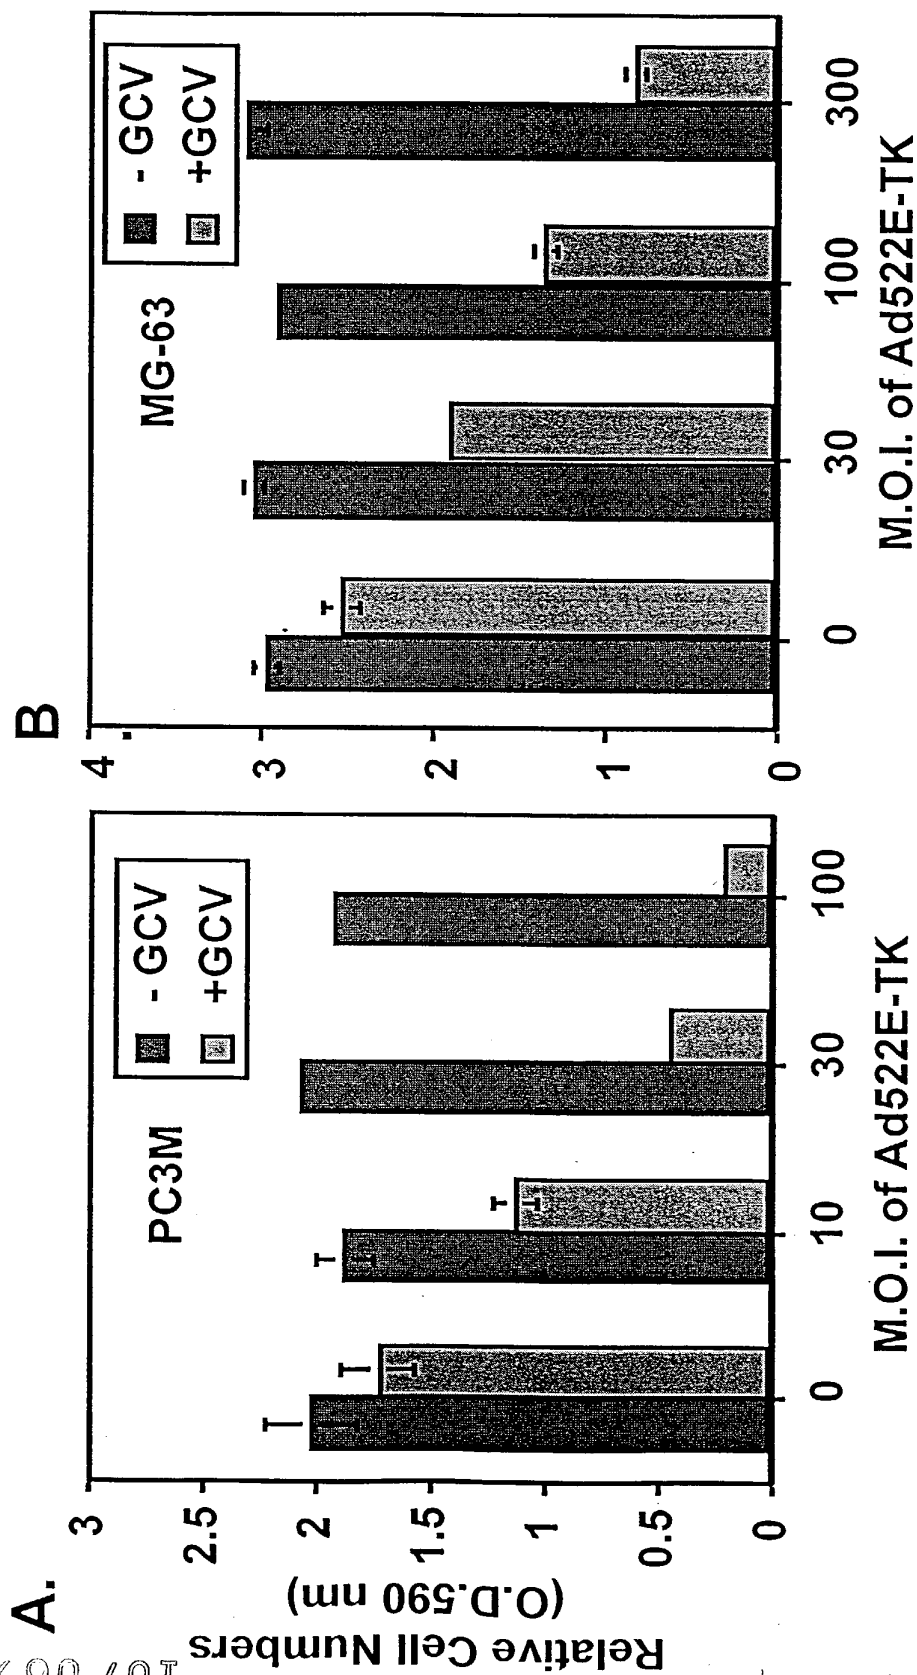 A.
Relative Cell Numbers
(O.D.590 nm)
3
2.5
2
1.5
1
0.5
0
PC3M
- GCV
+GCV
0
10
30
100
M.O.I. of Ad522E-TK
B
4
3
2
1
0
MG-63
- GCV
+GCV
0
30
100
300
M.O.I. of Ad522E-TK